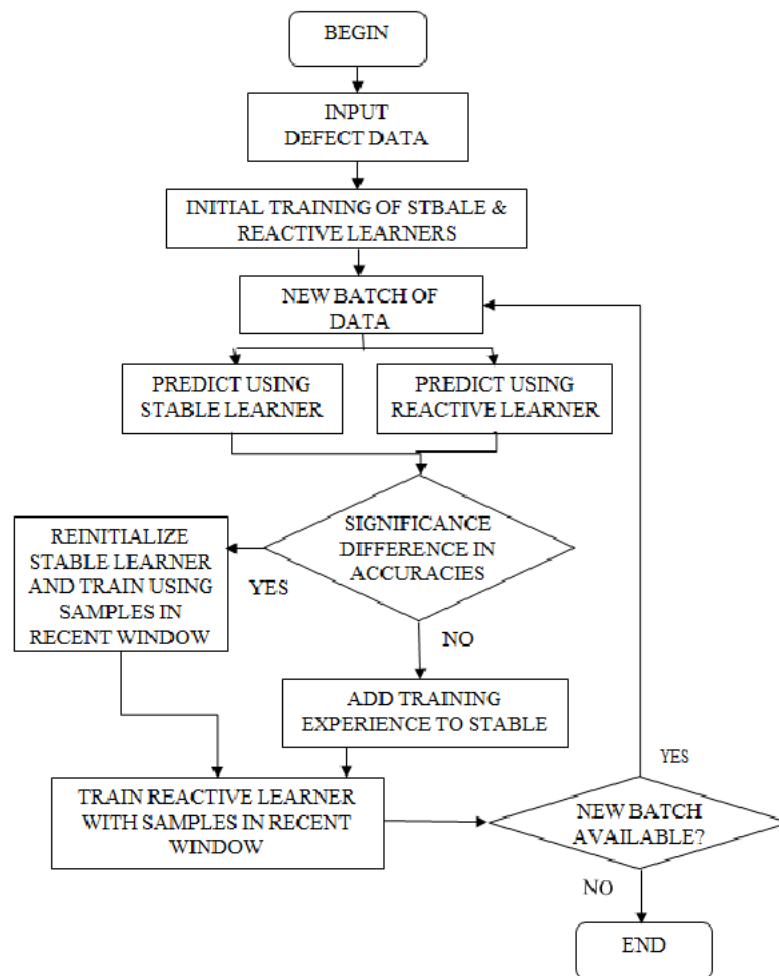 BEGIN
INPUT
DEFECT DATA
INITIAL TRAINING OF STBALE &
REACTIVE LEARNERS
NEW BATCH OF
DATA
PREDICT USING
STABLE LEARNER
PREDICT USING
REACTIVE LEARNER
SIGNIFICANCE
DIFFERENCE IN
ACCURACIES
YES
REINITIALIZE
STABLE LEARNER
AND TRAIN USING
SAMPLES IN
RECENT WINDOW
NO
ADD TRAINING
EXPERIENCE TO STABLE
TRAIN REACTIVE LEARNER
WITH SAMPLES IN RECENT
WINDOW
YES
NEW BATCH
AVAILABLE?
NO
END